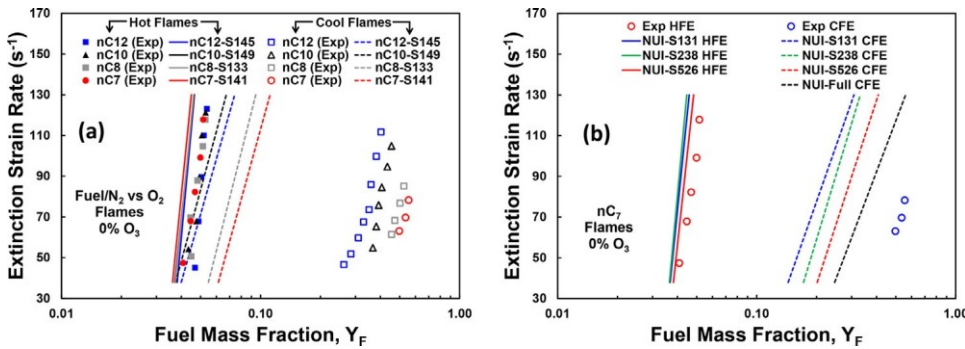 Hot Flames Cool Flames
nC12 (Exp) nC12-S145 nC12 (Exp) nC12-S145
nC10 (Exp) nC10-S149 nC10 (Exp) nC10-S149
nC8 (Exp) nC8-S133 nC8 (Exp) nC8-S133
nC7 (Exp) nC7-S141 nC7 (Exp) nC7-S141
(a)
Fuel/N₂ vs O₂
Flames
0% O₃
Extinction Strain Rate (s⁻¹)
170
150
130
110
90
70
50
30
0.01 0.10 1.00
Fuel Mass Fraction, Y_F
Exp HFE Exp CFE
NUI-S131 HFE NUI-S131 CFE
NUI-S238 HFE NUI-S238 CFE
NUI-S526 HFE NUI-S526 CFE
NUI-Full CFE
(b)
nC₇
Flames
0% O₃
Extinction Strain Rate (s⁻¹)
170
150
130
110
90
70
50
30
0.01 0.10 1.00
Fuel Mass Fraction, Y_F